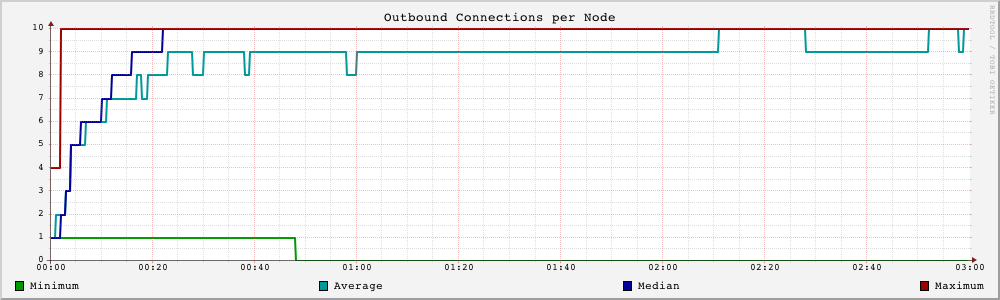 Outbound Connections per Node
RRDTOOL / TOBI OETIKER
10
9
8
7
6
5
4
3
2
1
0
00:00 00:20 00:40 01:00 01:20 01:40 02:00 02:20 02:40 03:00
Minimum Average Median Maximum